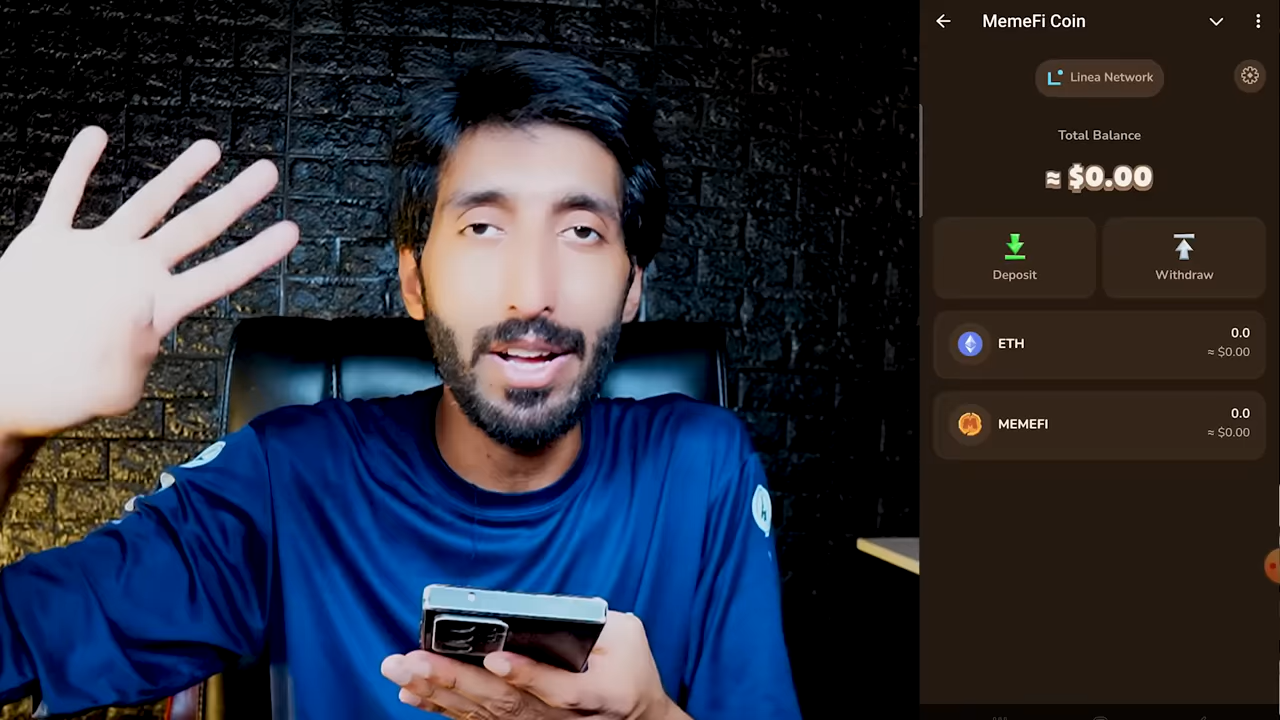 MemeFi Coin
Linea Network
Total Balance
≈ $0.00
Deposit
Withdraw
ETH
0.0
≈ $0.00
MEMEFI
0.0
≈ $0.00